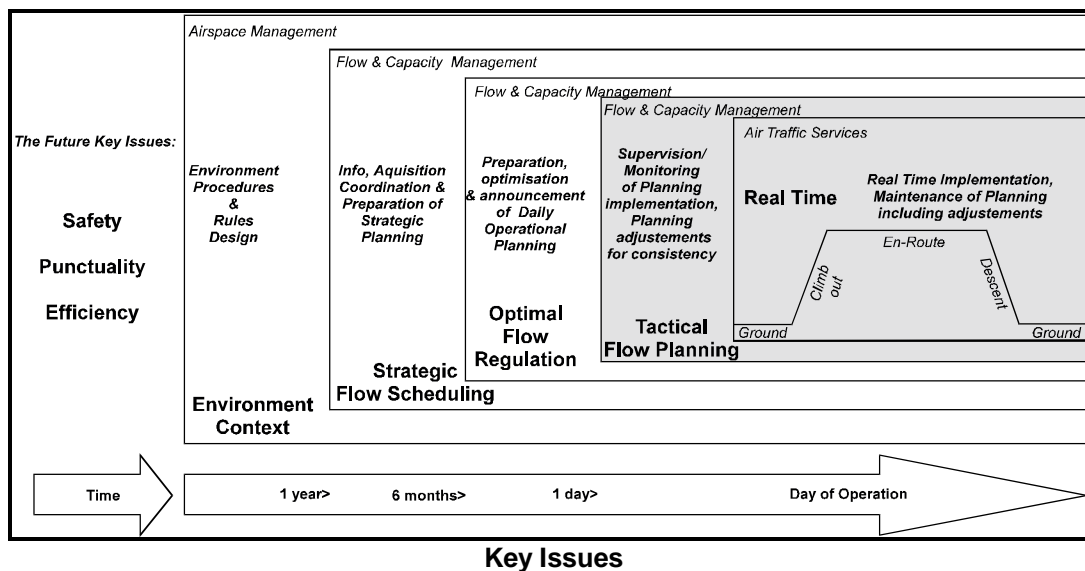 Airspace Management
Flow & Capacity Management
Flow & Capacity Management
Flow & Capacity Management
Air Traffic Services
The Future Key Issues:
Safety
Punctuality
Efficiency
Environment
Procedures
&
Rules
Design
Environment
Context
Info, Aquisition
Coordination &
Preparation of
Strategic
Planning
Strategic
Flow Scheduling
Preparation,
optimisation
& announcement
of Daily
Operational
Planning
Optimal
Flow
Regulation
Supervision/
Monitoring
of Planning
implementation,
Planning
adjustements
for consistency
Tactical
Flow Planning
Real Time
Real Time Implementation,
Maintenance of Planning
including adjustements
En-Route
Climb
out
Descent
Ground
Ground
Time
1 year>
6 months>
1 day>
Day of Operation
Key Issues